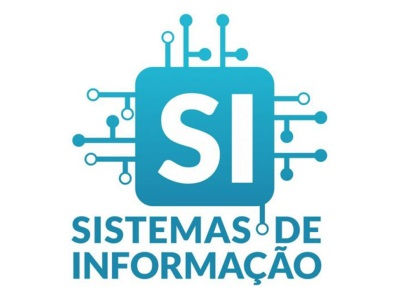 SI
SISTEMAS DE
INFORMAÇÃO